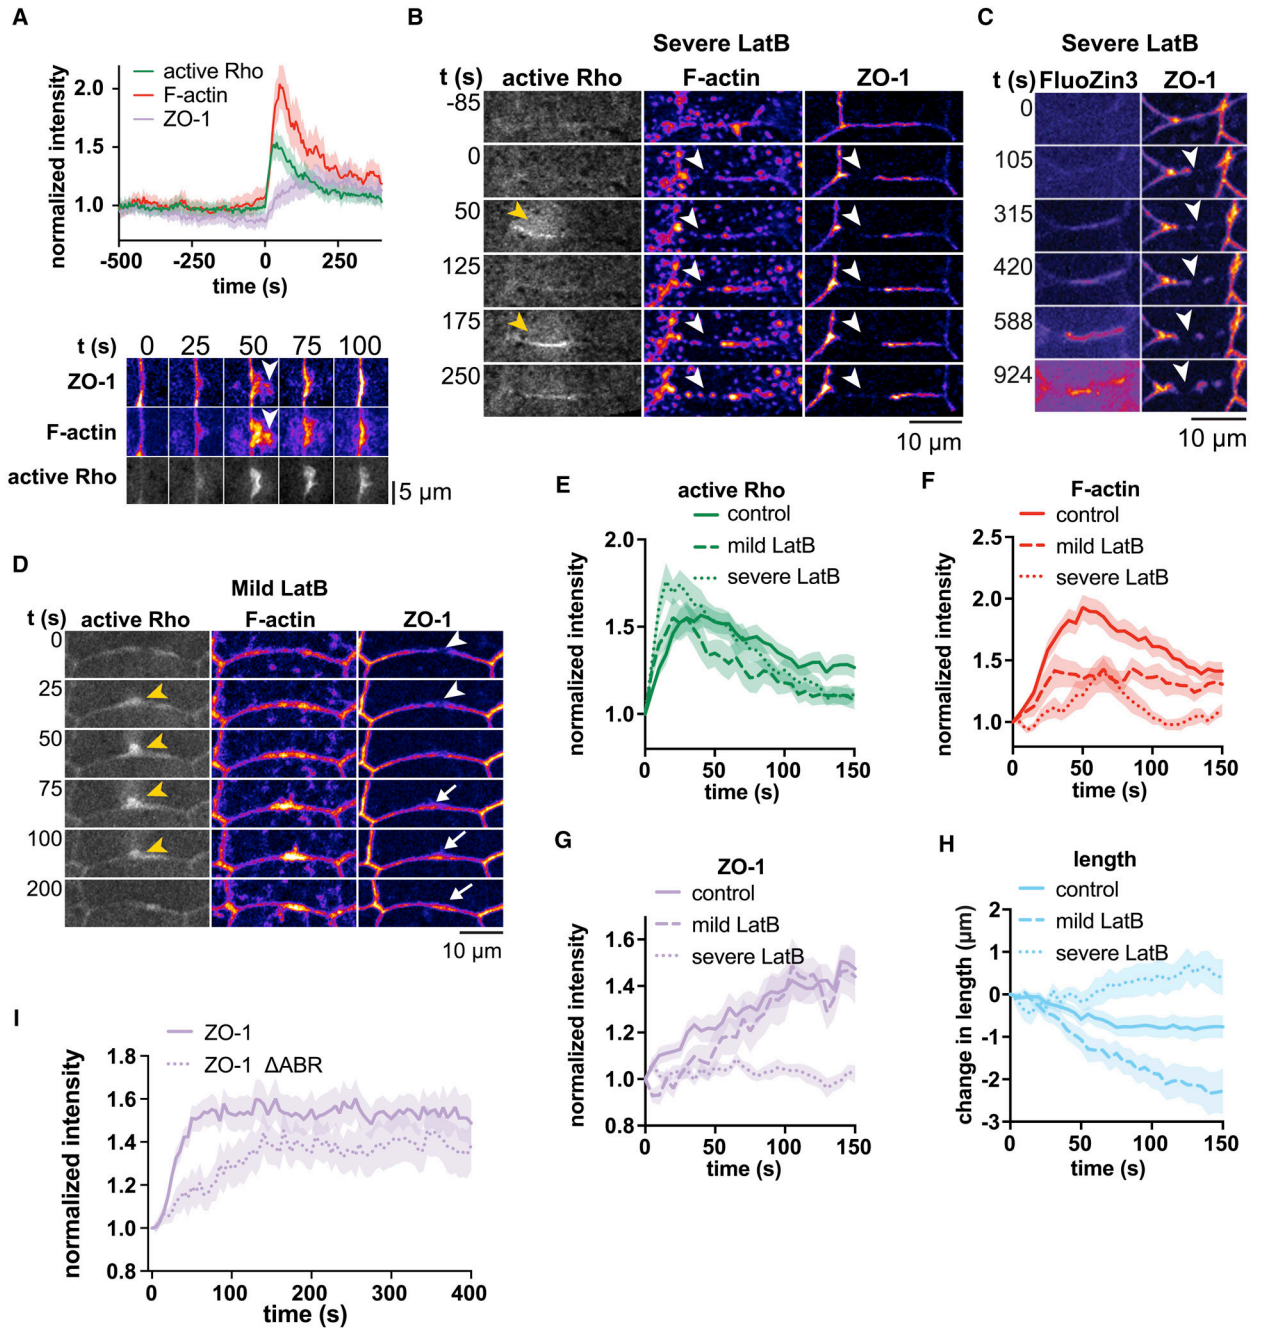 A
normalized intensity
2.0
1.5
1.0
active Rho
F-actin
ZO-1
-500 -250 0 250
time (s)
t (s) 0 25 50 75 100
ZO-1
F-actin
active Rho
5 μm
B
Severe LatB
t (s) active Rho F-actin ZO-1
-85
0
50
125
175
250
10 μm
C
Severe LatB
t (s) FluoZin3 ZO-1
0
105
315
420
588
924
10 μm
D
Mild LatB
t (s) active Rho F-actin ZO-1
0
25
50
75
100
200
10 μm
E
active Rho
control
mild LatB
severe LatB
normalized intensity
2.0
1.5
1.0
0 50 100 150
time (s)
F
F-actin
control
mild LatB
severe LatB
normalized intensity
2.5
2.0
1.5
1.0
0 50 100 150
time (s)
G
ZO-1
control
mild LatB
severe LatB
normalized intensity
1.6
1.4
1.2
1.0
0.8
0 50 100 150
time (s)
H
length
control
mild LatB
severe LatB
change in length (μm)
2
1
0
-1
-2
-3
0 50 100 150
time (s)
I
ZO-1
ZO-1 ΔABR
normalized intensity
1.8
1.6
1.4
1.2
1.0
0.8
0 100 200 300 400
time (s)